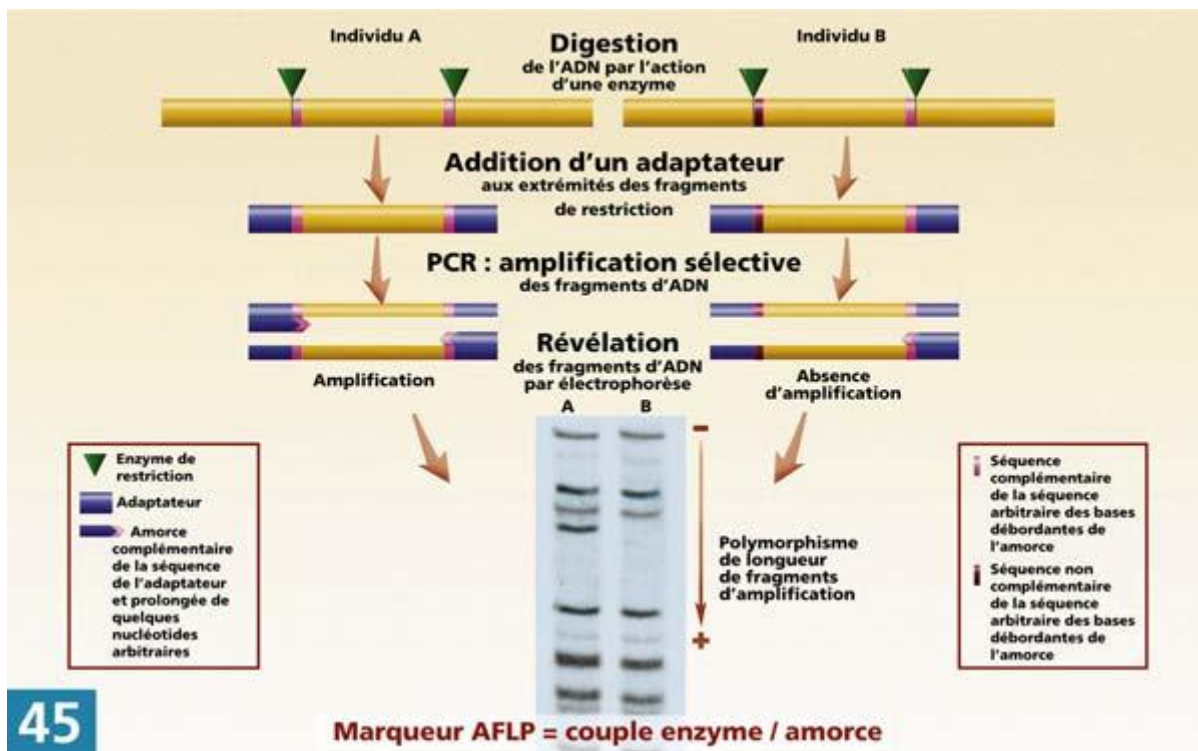 Individu A
Digestion
de l'ADN par l'action
d'une enzyme
Individu B
Addition d'un adaptateur
aux extrémités des fragments
de restriction
PCR : amplification sélective
des fragments d'ADN
Amplification
Révélation
des fragments d'ADN
par électrophorèse
Absence
d'amplification
A B
-
+
Polymorphisme
de longueur
de fragments
d'amplification
Enzyme de
restriction
Adaptateur
Amorce
complémentaire
de la séquence
de l'adaptateur
et prolongée de
quelques
nucléotides
arbitraires
Séquence
complémentaire
de la séquence
arbitraire des bases
débordantes de
l'amorce
Séquence non
complémentaire
de la séquence
arbitraire des bases
débordantes de
l'amorce
45
Marqueur AFLP = couple enzyme / amorce